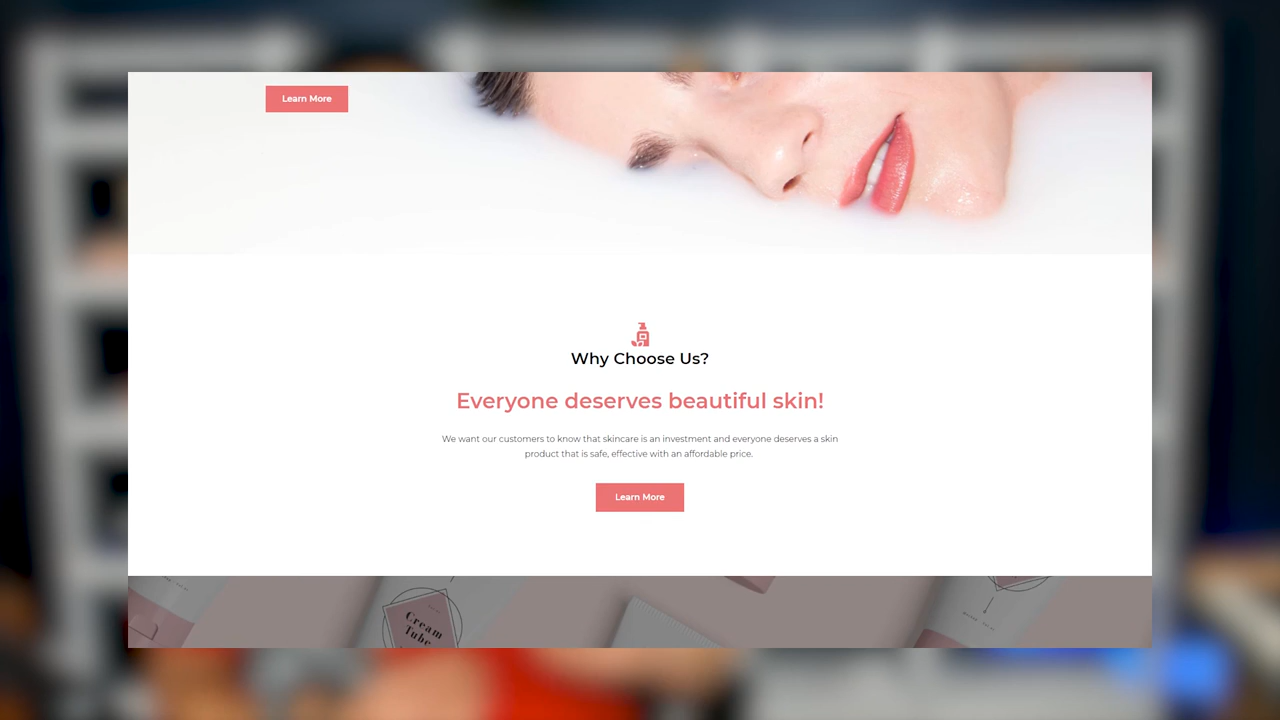 Learn More
Why Choose Us?
Everyone deserves beautiful skin!
We want our customers to know that skincare is an investment and everyone deserves a skin
product that is safe, effective with an affordable price.
Learn More
Cream
Tube